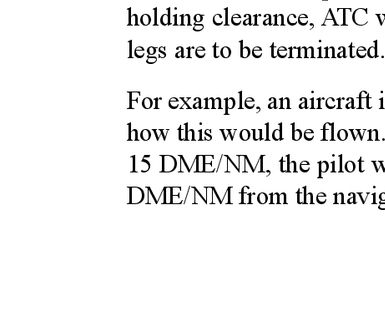 holding clearance, ATC
legs are to be terminated.
For example, an aircraft
how this would be flown.
15 DME/NM, the pilot
DME/NM from the